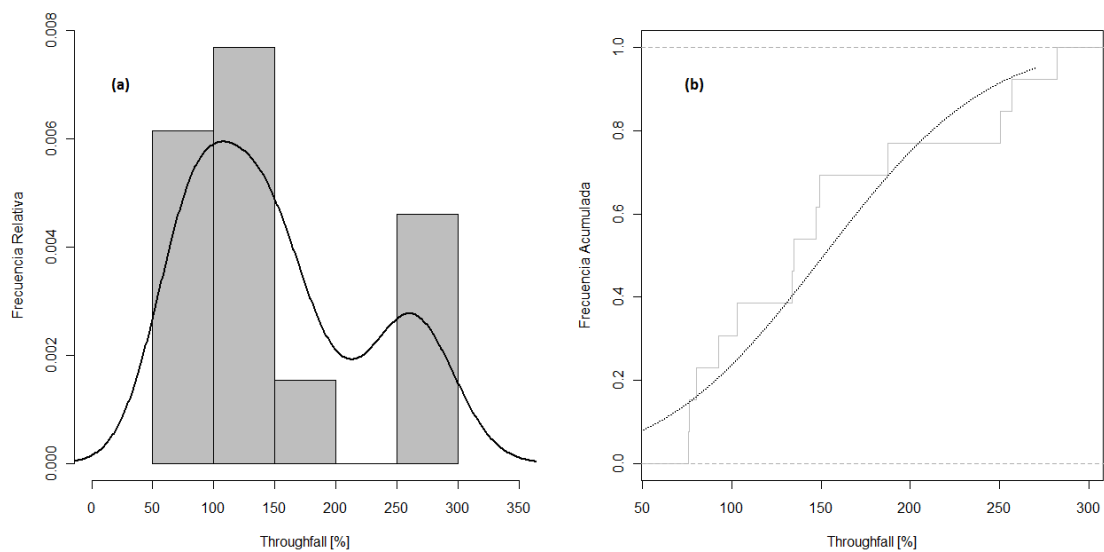 (a)
Frecuencia Relativa
0.008
0.006
0.004
0.002
0.000
0 50 100 150 200 250 300 350
Throughfall [%]
(b)
Frecuencia Acumulada
1.0
0.8
0.6
0.4
0.2
0.0
50 100 150 200 250 300
Throughfall [%]